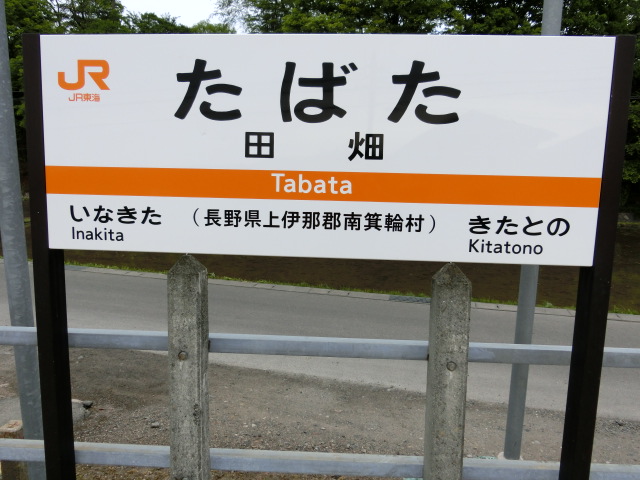 JR
JR東海
たばた
田畑
Tabata
いなきた
Inakita
(長野県上伊那郡南箕輪村)
きたとの
Kitatono